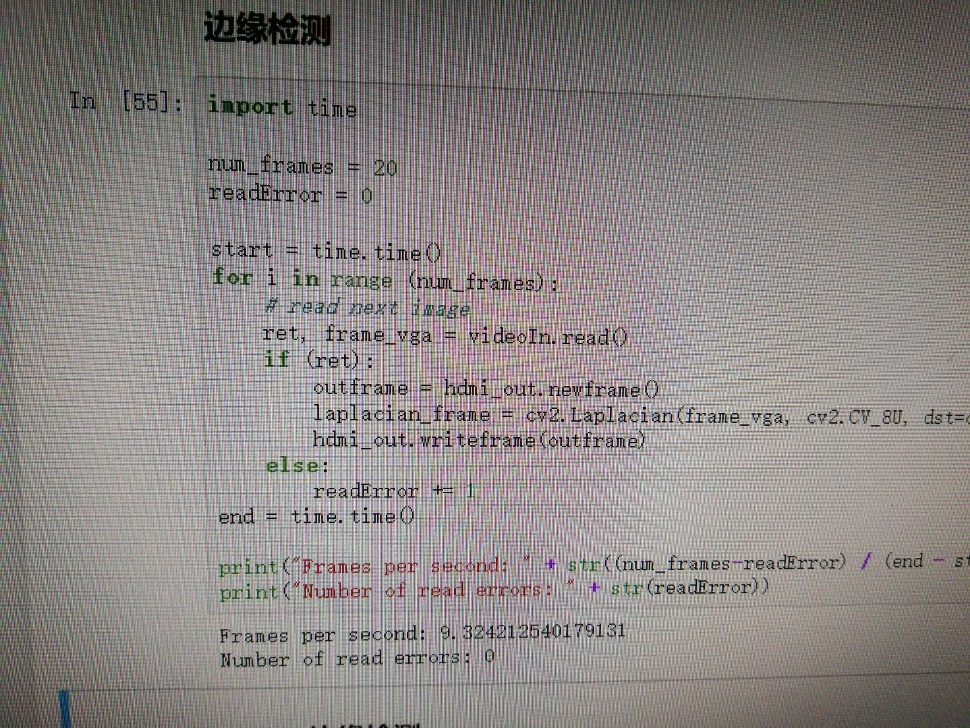 边缘检测
In [55]: import time
num_frames = 20
readError = 0
start = time.time()
for i in range (num_frames):
# read next image
ret, frame_vga = videoIn.read()
if (ret):
outframe = hdmi_out.newframe()
laplacian_frame = cv2.Laplacian(frame_vga, cv2.CV_8U, dst=
hdmi_out.writeframe(outframe)
else:
readError += 1
end = time.time()
print("Frames per second: " + str((num_frames-readError) / (end - st
print("Number of read errors: " + str(readError))
Frames per second: 9.324212540179131
Number of read errors: 0